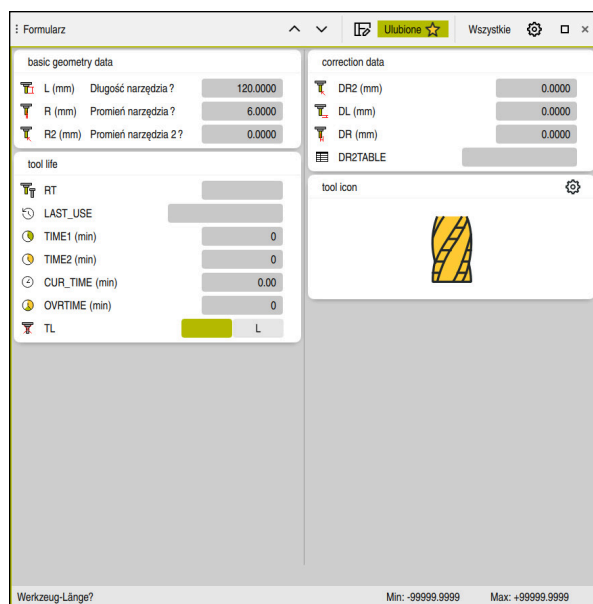 Formularz
Ulubione
Wszystkie
basic geometry data
L (mm) Długość narzędzia? 120.0000
R (mm) Promień narzędzia? 6.0000
R2 (mm) Promień narzędzia 2? 0.0000
tool life
RT
LAST_USE
TIME1 (min) 0
TIME2 (min) 0
CUR_TIME (min) 0.00
OVRTIME (min) 0
TL L
correction data
DR2 (mm) 0.0000
DL (mm) 0.0000
DR (mm) 0.0000
DR2TABLE
tool icon
Werkzeug-Länge? Min: -99999.9999 Max: +99999.9999